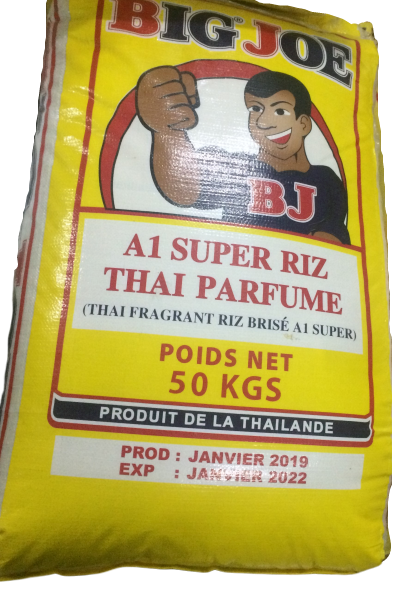 BIG JOE
BJ
A1 SUPER RIZ
THAI PARFUME
(THAI FRAGRANT RIZ BRISÉ A1 SUPER)
POIDS NET
50 KGS
PRODUIT DE LA THAILANDE
PROD : JANVIER 2019
EXP : JANVIER 2022